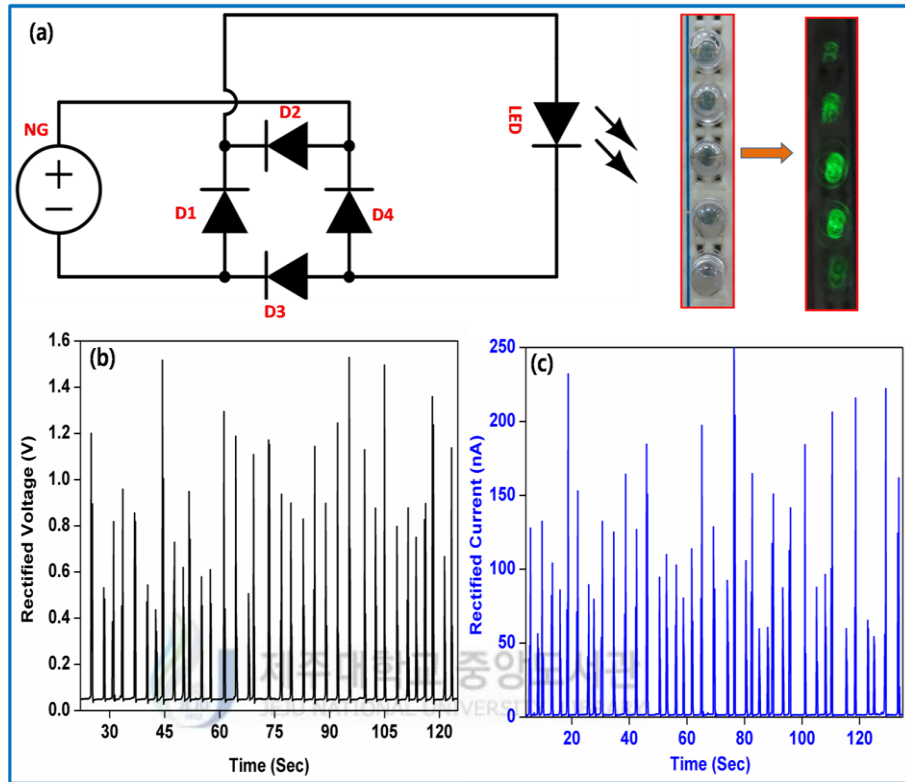 (a)
NG
D2
D1
D4
D3
LED
(b)
1.6
1.4
1.2
1.0
0.8
0.6
0.4
0.2
0.0
Rectified Voltage (V)
30 45 60 75 90 105 120
Time (Sec)
(c)
250
200
150
100
50
0
Rectified Current (nA)
20 40 60 80 100 120
Time (Sec)
제주대학교 중앙도서관
JEJU NATIONAL UNIVERSITY LIBRARY